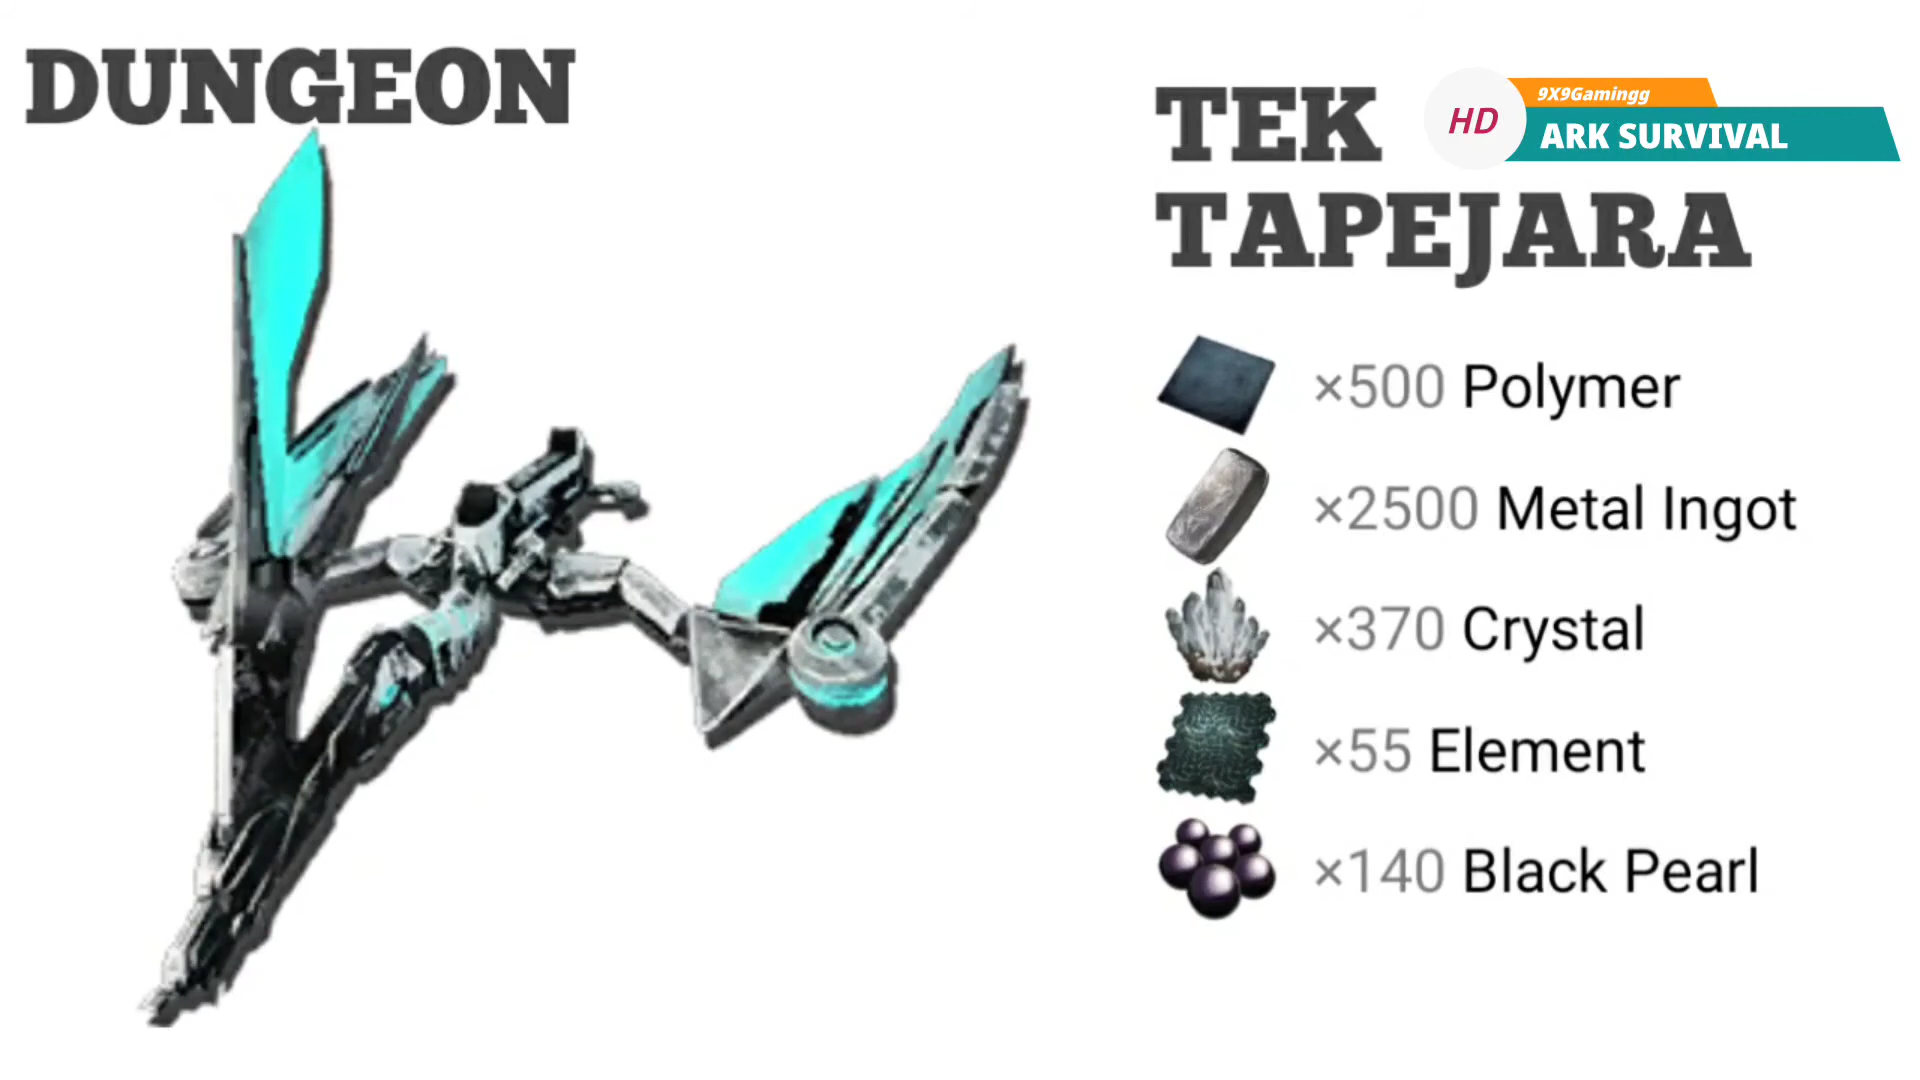 DUNGEON
TEK
HD
9X9Gamingg
ARK SURVIVAL
TAPEJARA
×500 Polymer
×2500 Metal Ingot
×370 Crystal
×55 Element
×140 Black Pearl